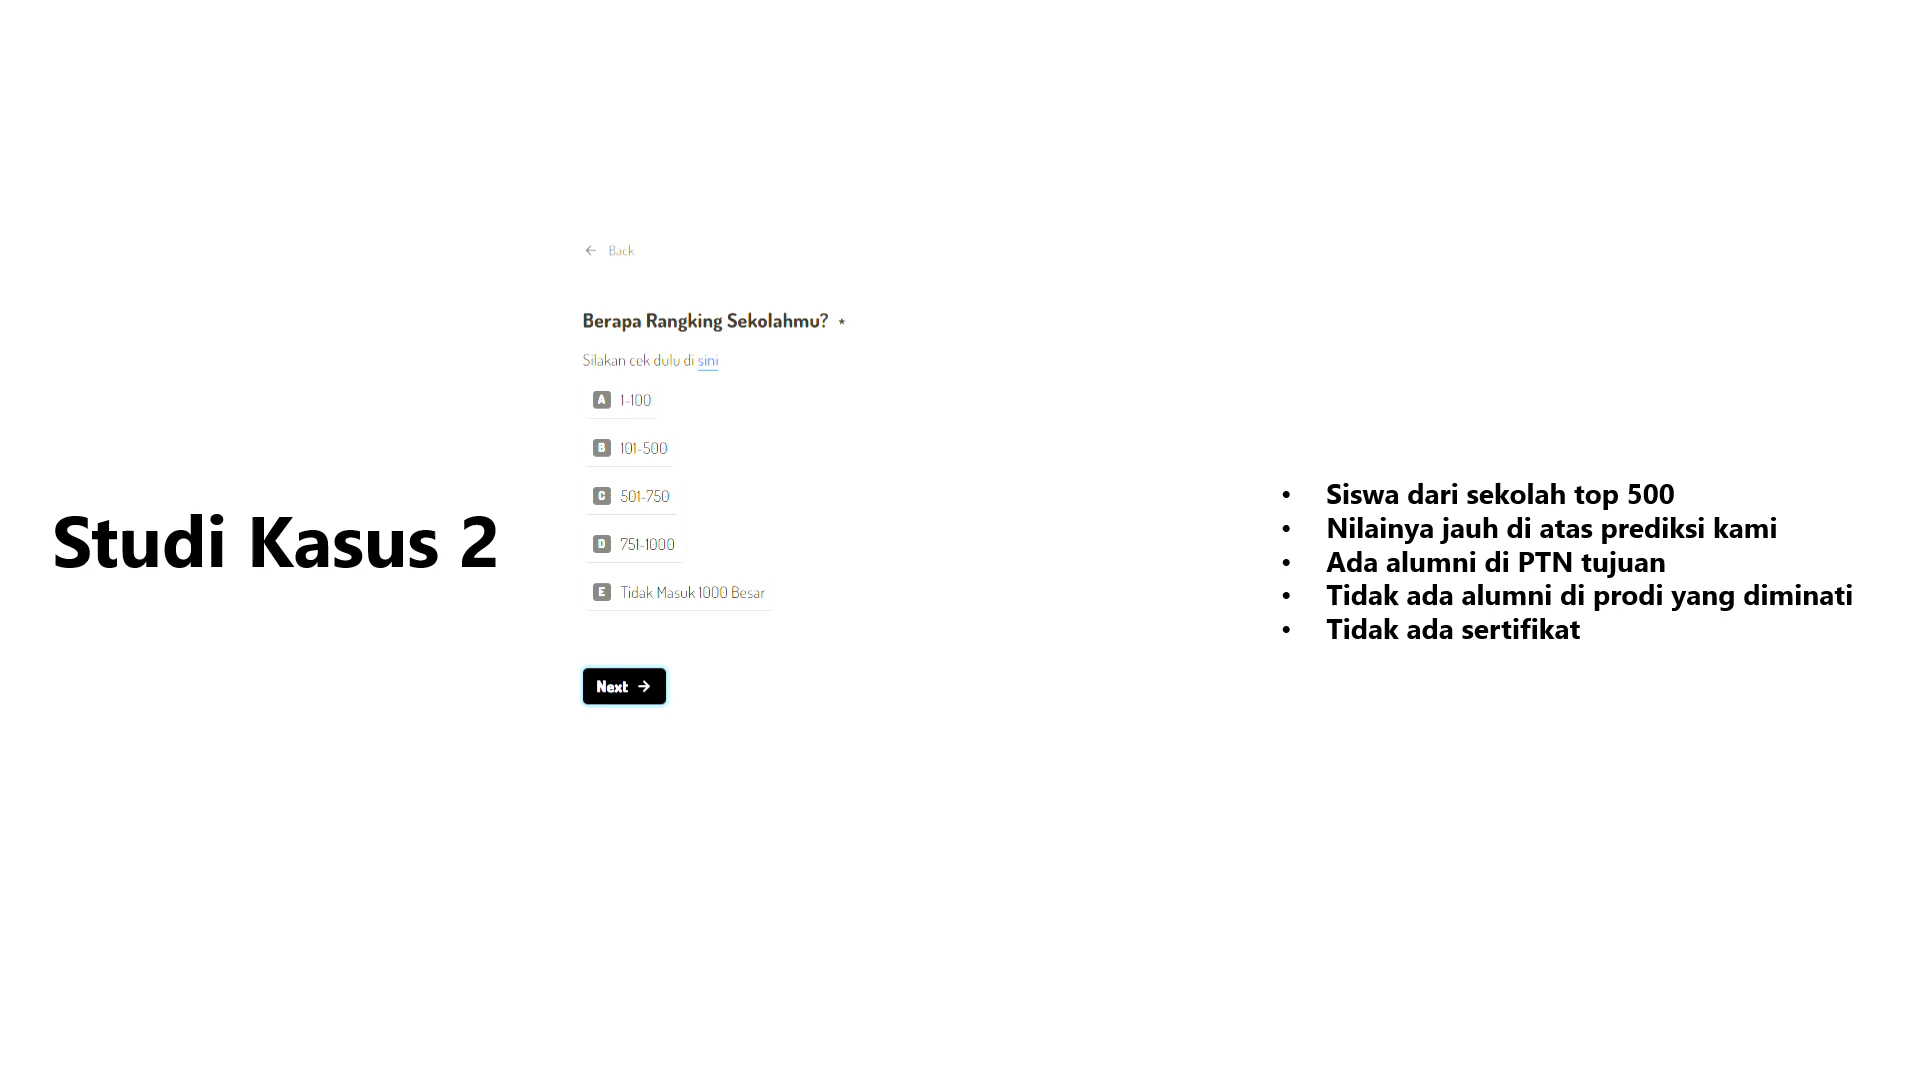 Studi Kasus 2
← Back
Berapa Rangking Sekolahmu? *
Silakan cek dulu di sini
A 1-100
B 101-500
C 501-750
D 751-1000
E Tidak Masuk 1000 Besar
Next →
• Siswa dari sekolah top 500
• Nilainya jauh di atas prediksi kami
• Ada alumni di PTN tujuan
• Tidak ada alumni di prodi yang diminati
• Tidak ada sertifikat